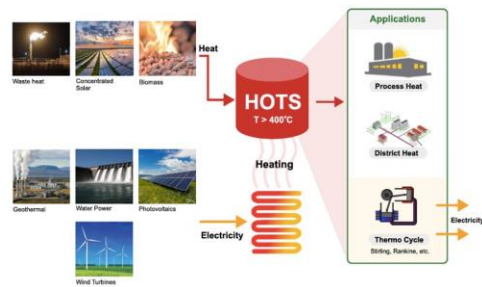 Waste heat
Concentrated
Solar
Biomass
Heat
HOTS
T > 400°C
Heating
Geothermal
Water Power
Photovoltaics
Electricity
Wind Turbines
Applications
Process Heat
District Heat
Thermo Cycle
Stirling, Rankine, etc.
Electricity